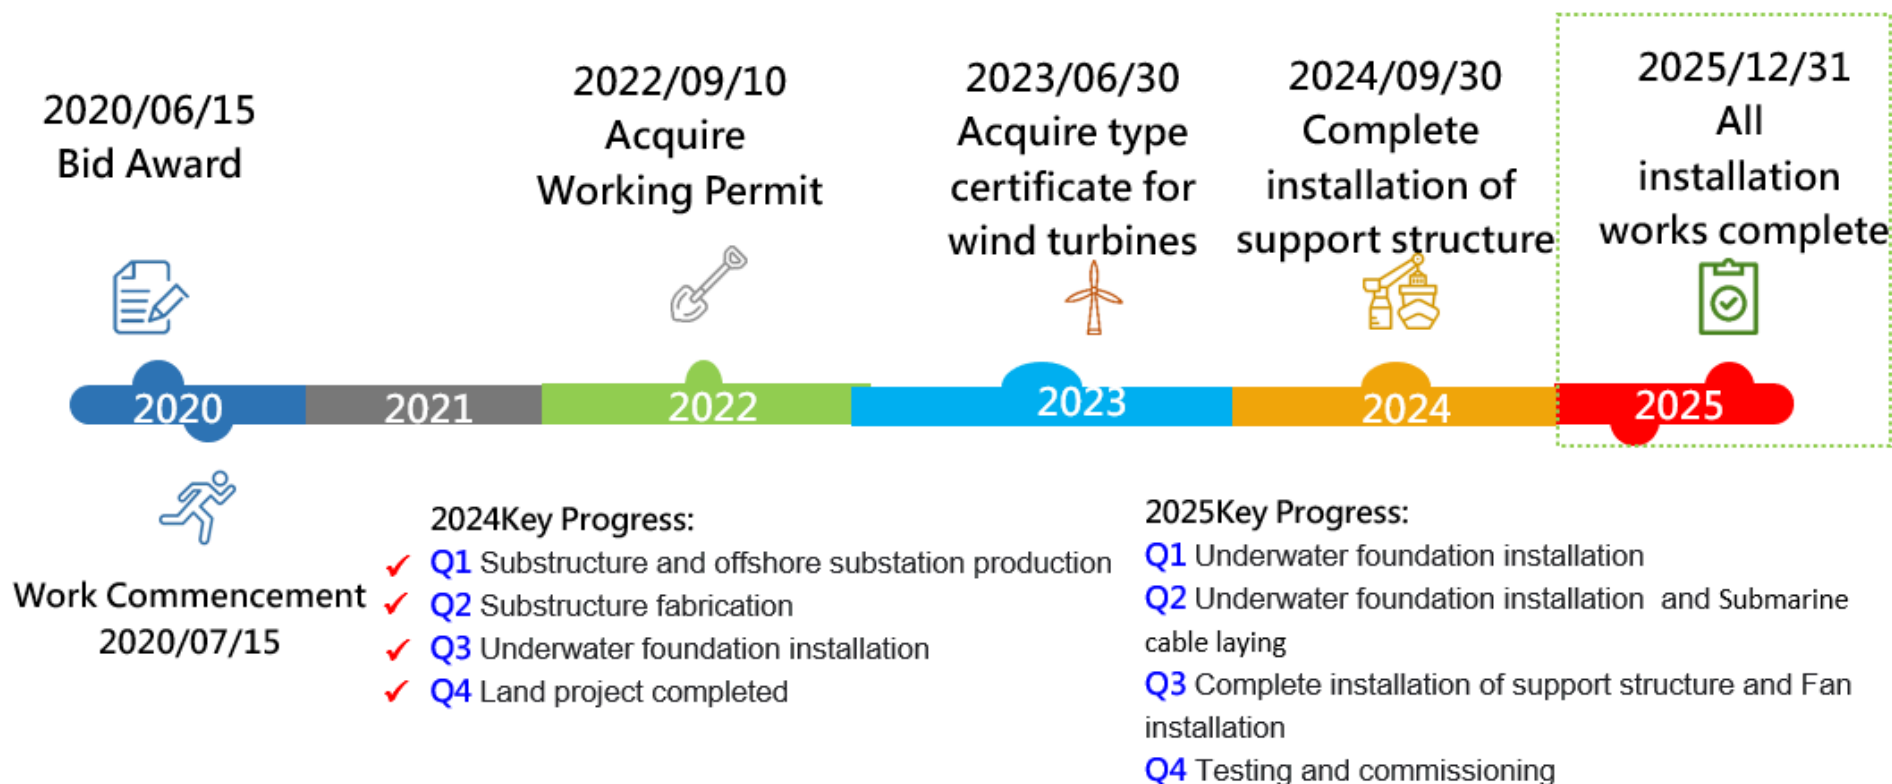 2020/06/15
Bid Award
2022/09/10
Acquire
Working Permit
2023/06/30
Acquire type
certificate for
wind turbines
2024/09/30
Complete
installation of
support structure
2025/12/31
All
installation
works complete
2020
2021
2022
2023
2024
2025
Work Commencement
2020/07/15
2024Key Progress:
Q1 Substructure and offshore substation production
Q2 Substructure fabrication
Q3 Underwater foundation installation
Q4 Land project completed
2025Key Progress:
Q1 Underwater foundation installation
Q2 Underwater foundation installation and Submarine
cable laying
Q3 Complete installation of support structure and Fan
installation
Q4 Testing and commissioning